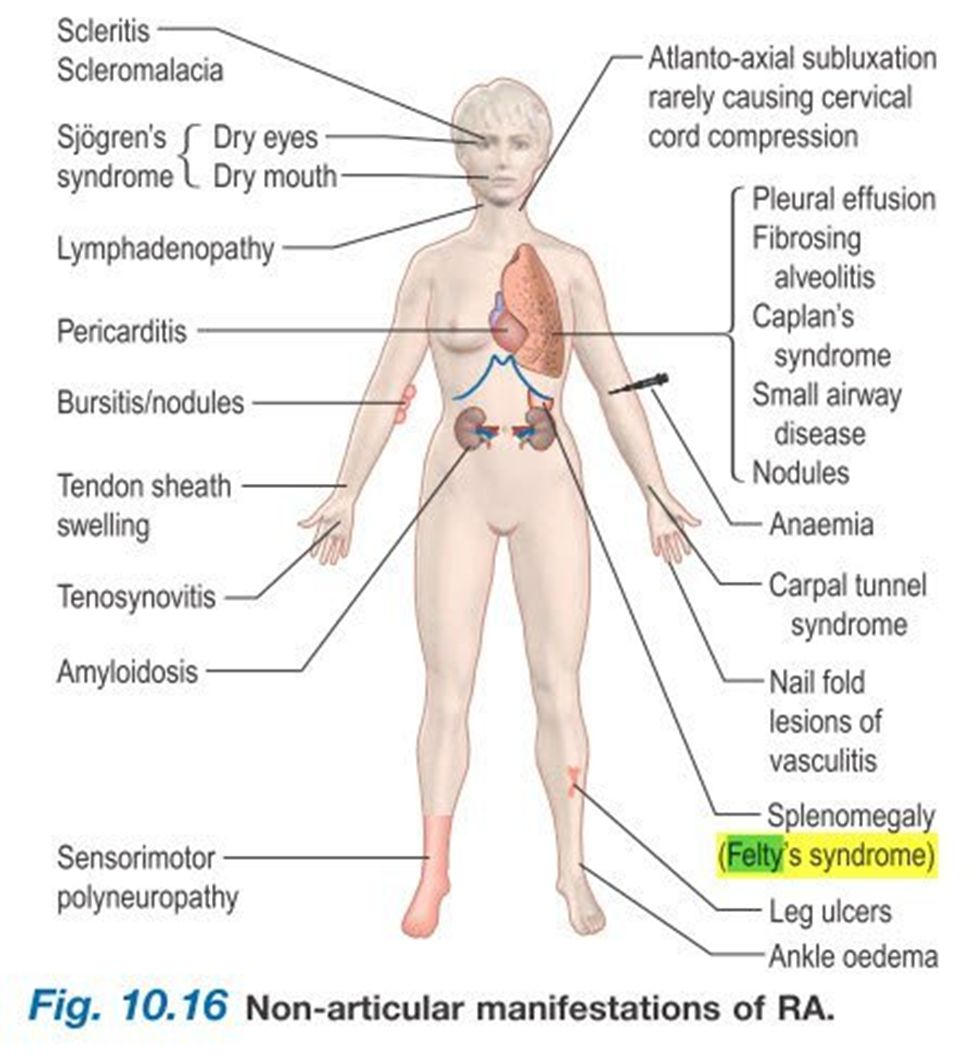 Scleritis
Scleromalacia
Sjögren's
syndrome
Dry eyes
Dry mouth
Lymphadenopathy
Pericarditis
Bursitis/nodules
Tendon sheath
swelling
Tenosynovitis
Amyloidosis
Sensorimotor
polyneuropathy
Atlanto-axial subluxation
rarely causing cervical
cord compression
Pleural effusion
Fibrosing
alveolitis
Caplan's
syndrome
Small airway
disease
Nodules
Anaemia
Carpal tunnel
syndrome
Nail fold
lesions of
vasculitis
Splenomegaly
(Felty's syndrome)
Leg ulcers
Ankle oedema
Fig. 10.16 Non-articular manifestations of RA.